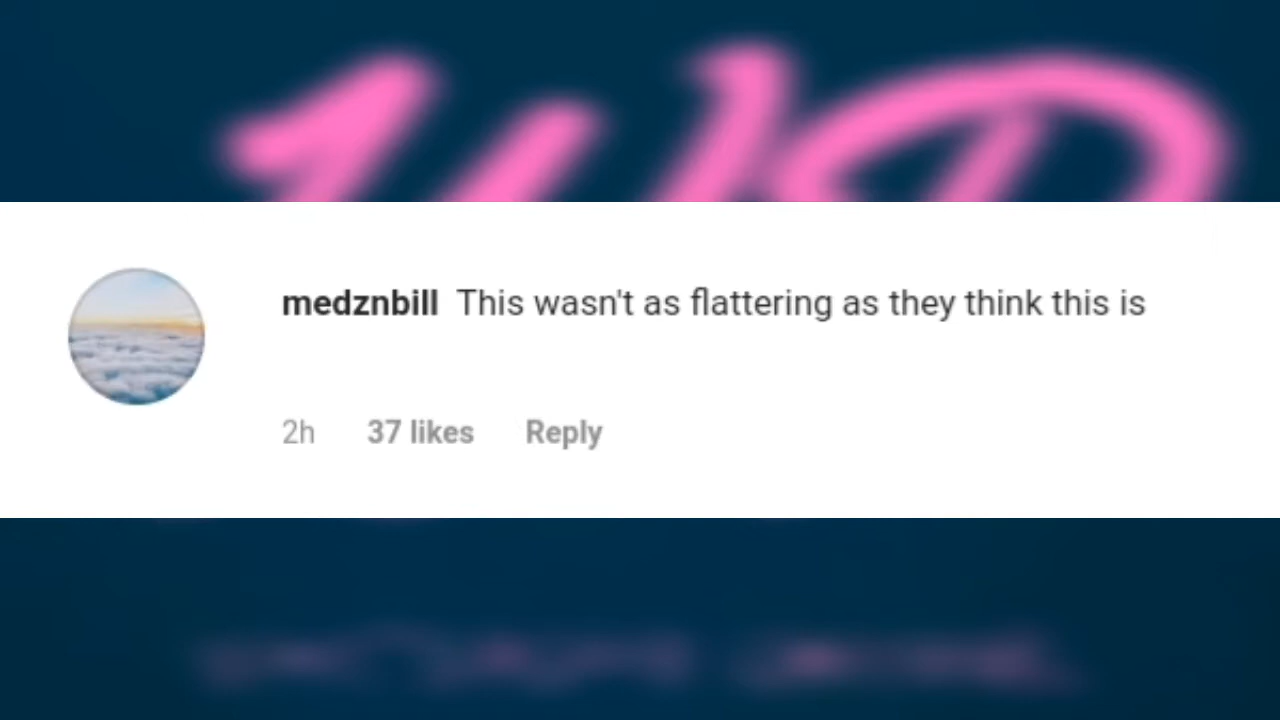 medznbill This wasn't as flattering as they think this is
2h 37 likes Reply